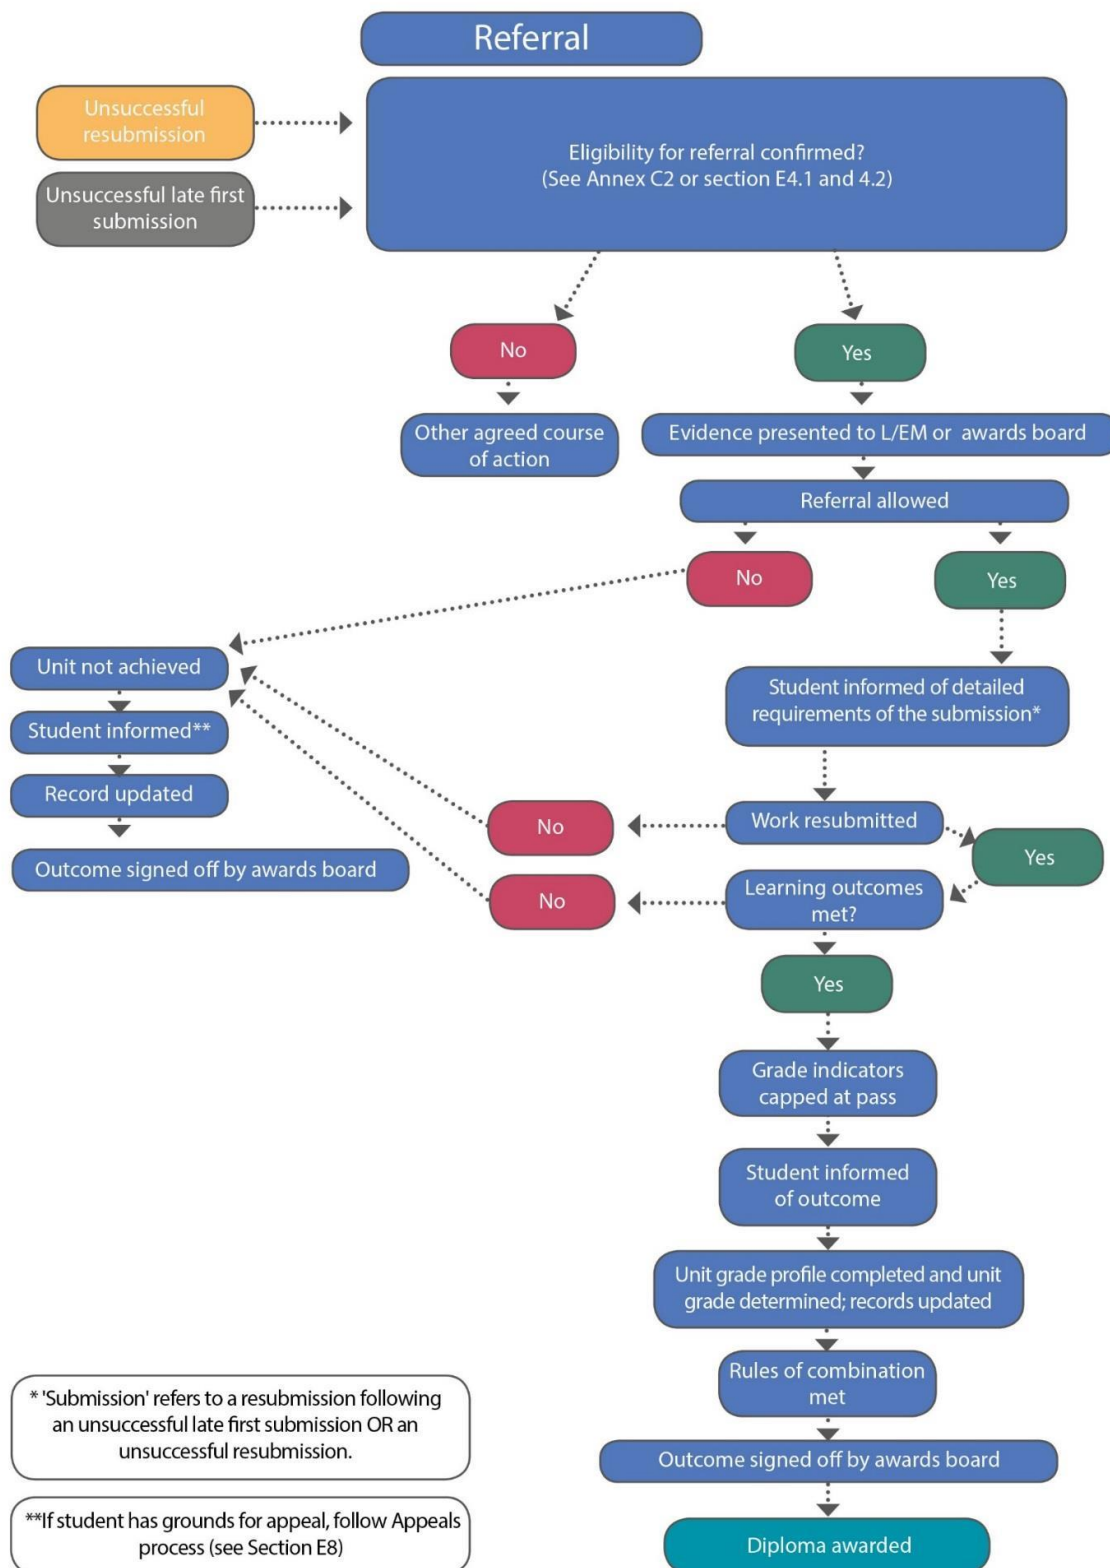 Referral
Unsuccessful
resubmission
Unsuccessful late first
submission
Eligibility for referral confirmed?
(See Annex C2 or section E4.1 and 4.2)
No
Yes
Other agreed course
of action
Evidence presented to L/EM or  awards board
Referral allowed
No
Yes
Unit not achieved
Student informed**
Record updated
Outcome signed off by awards board
Student informed of detailed
requirements of the submission*
Work resubmitted
No
Yes
Learning outcomes
met?
No
Yes
Grade indicators
capped at pass
Student informed
of outcome
Unit grade profile completed and unit
grade determined; records updated
Rules of combination
met
Outcome signed off by awards board
Diploma awarded
* 'Submission' refers to a resubmission following
an unsuccessful late first submission OR an
unsuccessful resubmission.
**If student has grounds for appeal, follow Appeals
process (see Section E8)